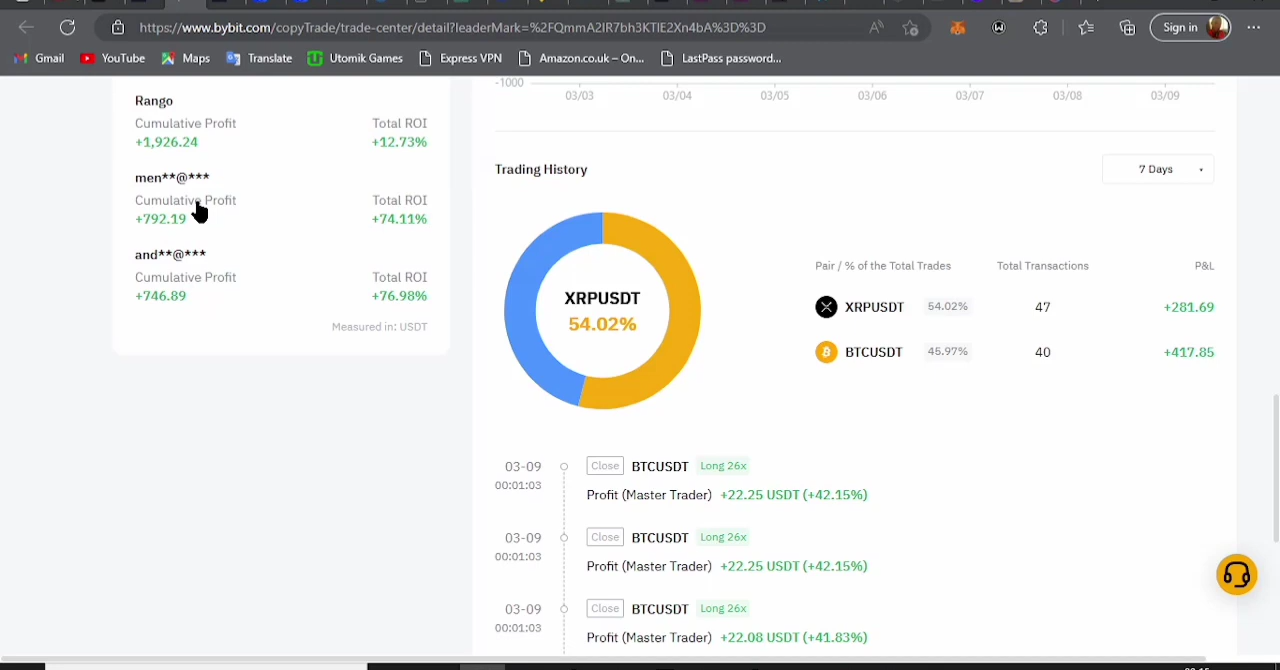 https://www.bybit.com/copyTrade/trade-center/detail?leaderMark=%2FQmmA2IR7bh3KTlE2Xn4bA%3D%3D
Sign in
Gmail
YouTube
Maps
Translate
Utomik Games
Express VPN
Amazon.co.uk – On...
LastPass password...
Rango
Cumulative Profit
Total ROI
+1,926.24
+12.73%
men**@***
Cumulative Profit
Total ROI
+792.19
+74.11%
and**@***
Cumulative Profit
Total ROI
+746.89
+76.98%
Measured in: USDT
-1000
03/03 03/04 03/05 03/06 03/07 03/08 03/09
Trading History
7 Days
XRPUSDT
54.02%
Pair / % of the Total Trades Total Transactions P&L
XRPUSDT 54.02% 47 +281.69
BTCUSDT 45.97% 40 +417.85
03-09 Close BTCUSDT Long 26x
00:01:03
Profit (Master Trader) +22.25 USDT (+42.15%)
03-09 Close BTCUSDT Long 26x
00:01:03
Profit (Master Trader) +22.25 USDT (+42.15%)
03-09 Close BTCUSDT Long 26x
00:01:03
Profit (Master Trader) +22.08 USDT (+41.83%)